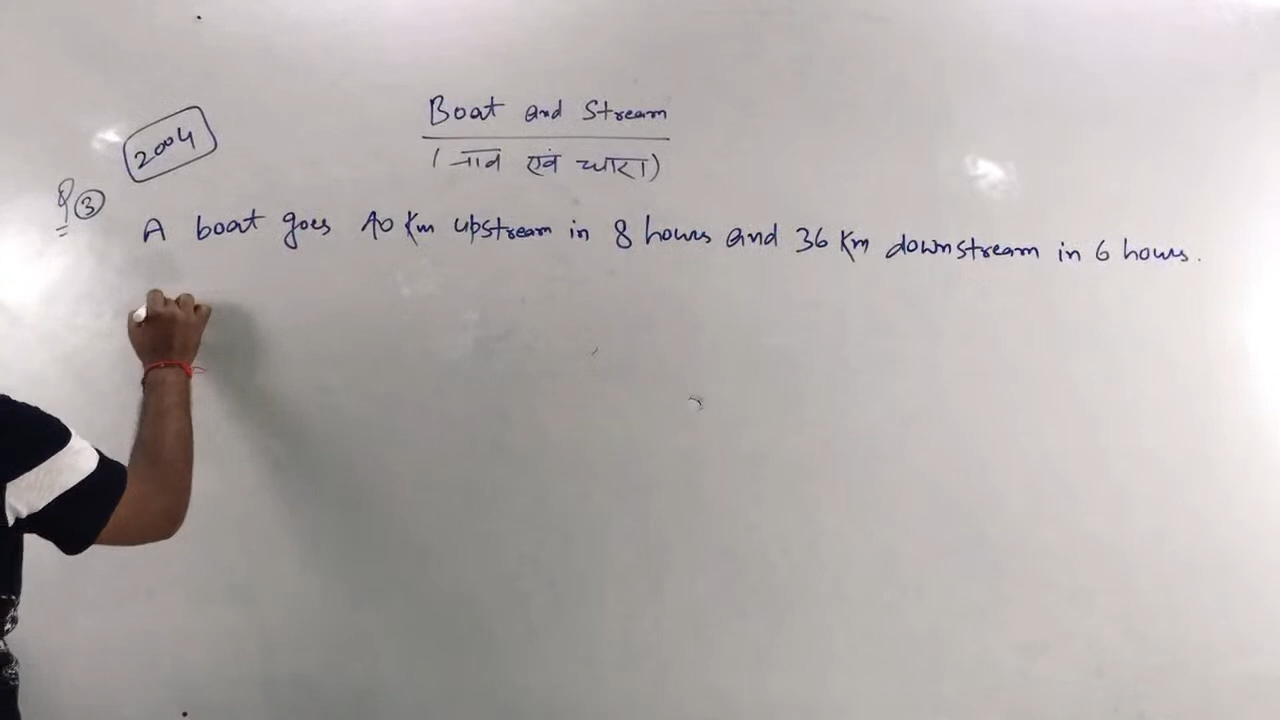 2004
Boat and Stream
(नाव एवं धारा)
Q ③
A boat goes 40 Km upstream in 8 hours and 36 Km downstream in 6 hours.